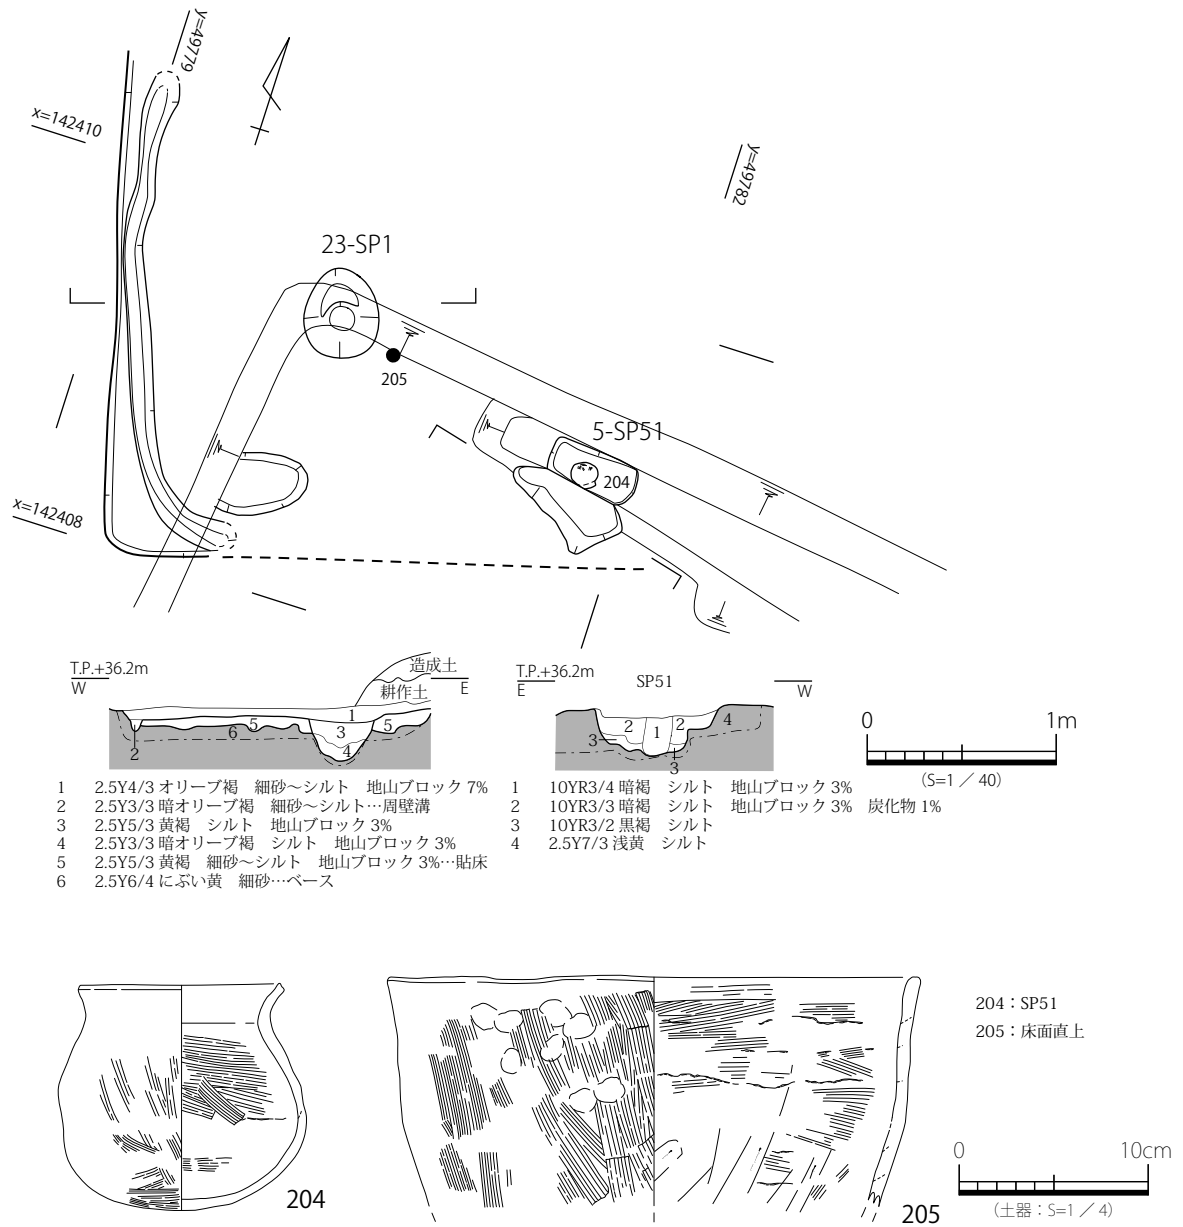 y=49779
x=142410
y=49782
23-SP1
205
5-SP51
204
x=142408
T.P.+36.2m
W
E
造成土
耕作土
1
2
3
4
5
5
6
T.P.+36.2m
E
SP51
W
2
1
2
4
3
3
0 1m
(S=1／40)
1 2.5Y4/3 オリーブ褐　細砂～シルト　地山ブロック 7%
2 2.5Y3/3 暗オリーブ褐　細砂～シルト…周壁溝
3 2.5Y5/3 黄褐　シルト　地山ブロック 3%
4 2.5Y3/3 暗オリーブ褐　シルト　地山ブロック 3%
5 2.5Y5/3 黄褐　細砂～シルト　地山ブロック 3%…貼床
6 2.5Y6/4 にぶい黄　細砂…ベース
1 10YR3/4 暗褐　シルト　地山ブロック 3%
2 10YR3/3 暗褐　シルト　地山ブロック 3%　炭化物 1%
3 10YR3/2 黒褐　シルト
4 2.5Y7/3 浅黄　シルト
204：SP51
205：床面直上
204
205
0 10cm
(土器：S=1／4)